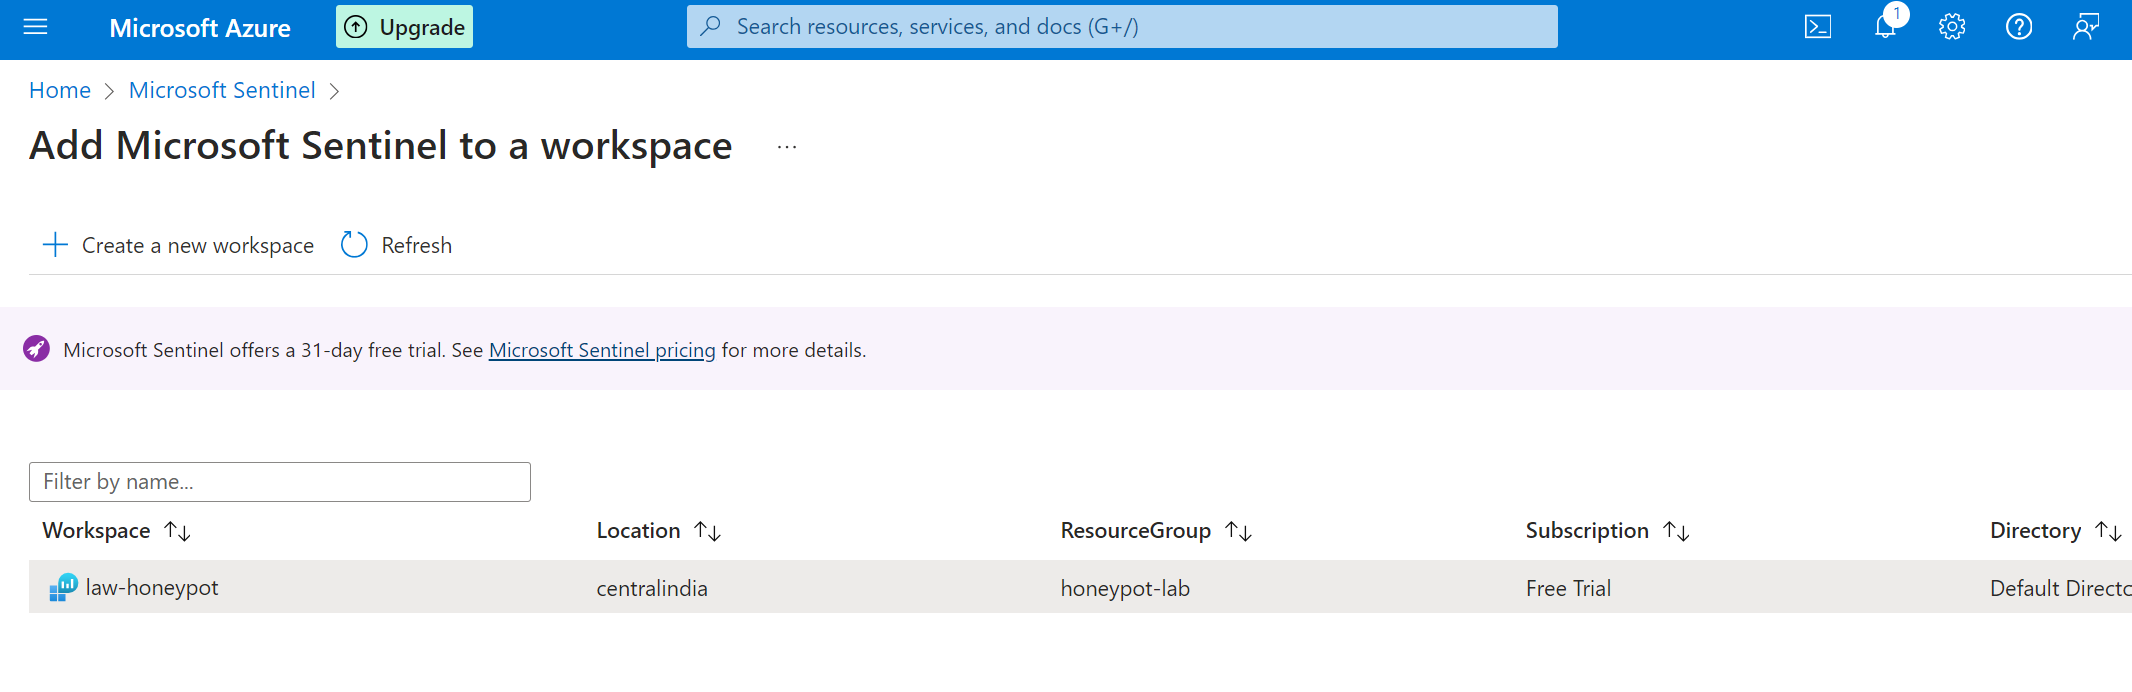 Microsoft Azure Upgrade Search resources, services, and docs (G+/) 1
Home > Microsoft Sentinel >
Add Microsoft Sentinel to a workspace ...
Create a new workspace Refresh
Microsoft Sentinel offers a 31-day free trial. See Microsoft Sentinel pricing for more details.
Filter by name...
Workspace Location ResourceGroup Subscription Directory
law-honeypot centralindia honeypot-lab Free Trial Default Directo